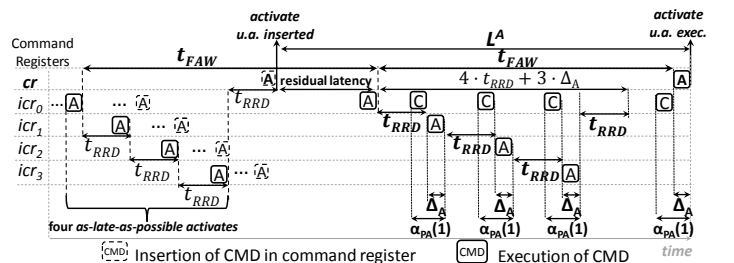 activate
u.a. inserted
activate
u.a. exec.
Command
Registers
t_FAW
L^A
t_FAW
cr
A
residual latency
4 · t_RRD + 3 · Δ_A
A
t_RRD
icr_0 ... A ... A A C C C C
t_RRD
icr_1 A ... A A
t_RRD t_RRD
icr_2 A ... A A
t_RRD t_RRD
icr_3 A ... A A
t_RRD
Δ_A Δ_A Δ_A Δ_A
four as-late-as-possible activates
α_PA(1) α_PA(1) α_PA(1) α_PA(1)
time
CMD Insertion of CMD in command register CMD Execution of CMD